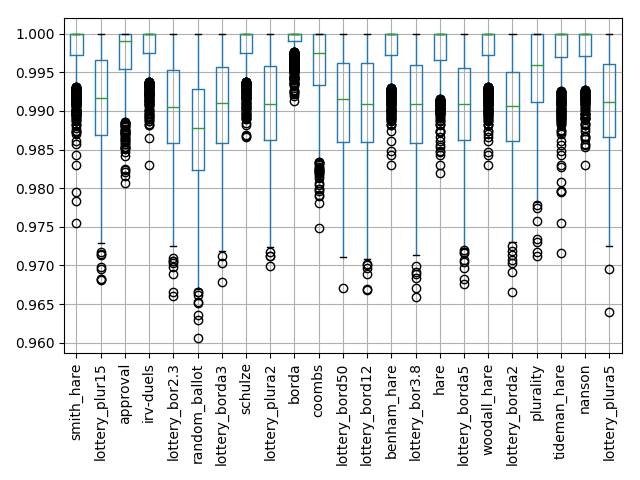 1.000
0.995
0.990
0.985
0.980
0.975
0.970
0.965
0.960
smith_hare
lottery_plur15
approval
irv-duels
lottery_bor2.3
random_ballot
lottery_borda3
schulze
lottery_plura2
borda
coombs
lottery_bord50
lottery_bord12
benham_hare
lottery_bor3.8
hare
lottery_borda5
woodall_hare
lottery_borda2
plurality
tideman_hare
nanson
lottery_plura5